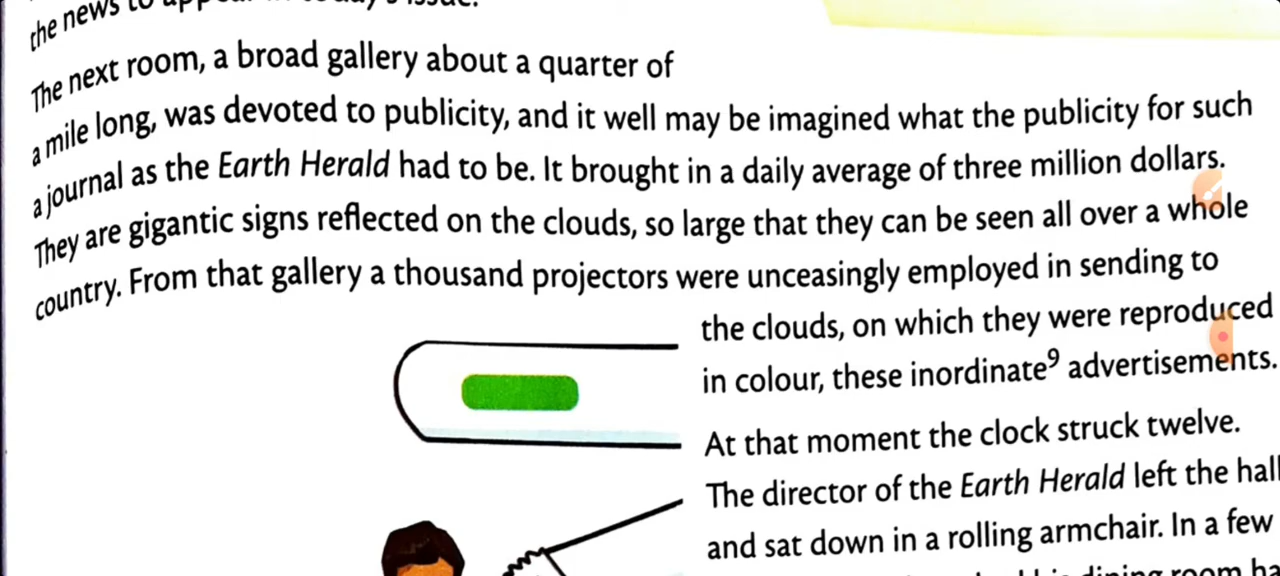 the news to appear in today's issue.
The next room, a broad gallery about a quarter of
a mile long, was devoted to publicity, and it well may be imagined what the publicity for such
a journal as the Earth Herald had to be. It brought in a daily average of three million dollars.
They are gigantic signs reflected on the clouds, so large that they can be seen all over a whole
country. From that gallery a thousand projectors were unceasingly employed in sending to
the clouds, on which they were reproduced
in colour, these inordinate⁹ advertisements.
At that moment the clock struck twelve.
The director of the Earth Herald left the hall
and sat down in a rolling armchair. In a few
dining room